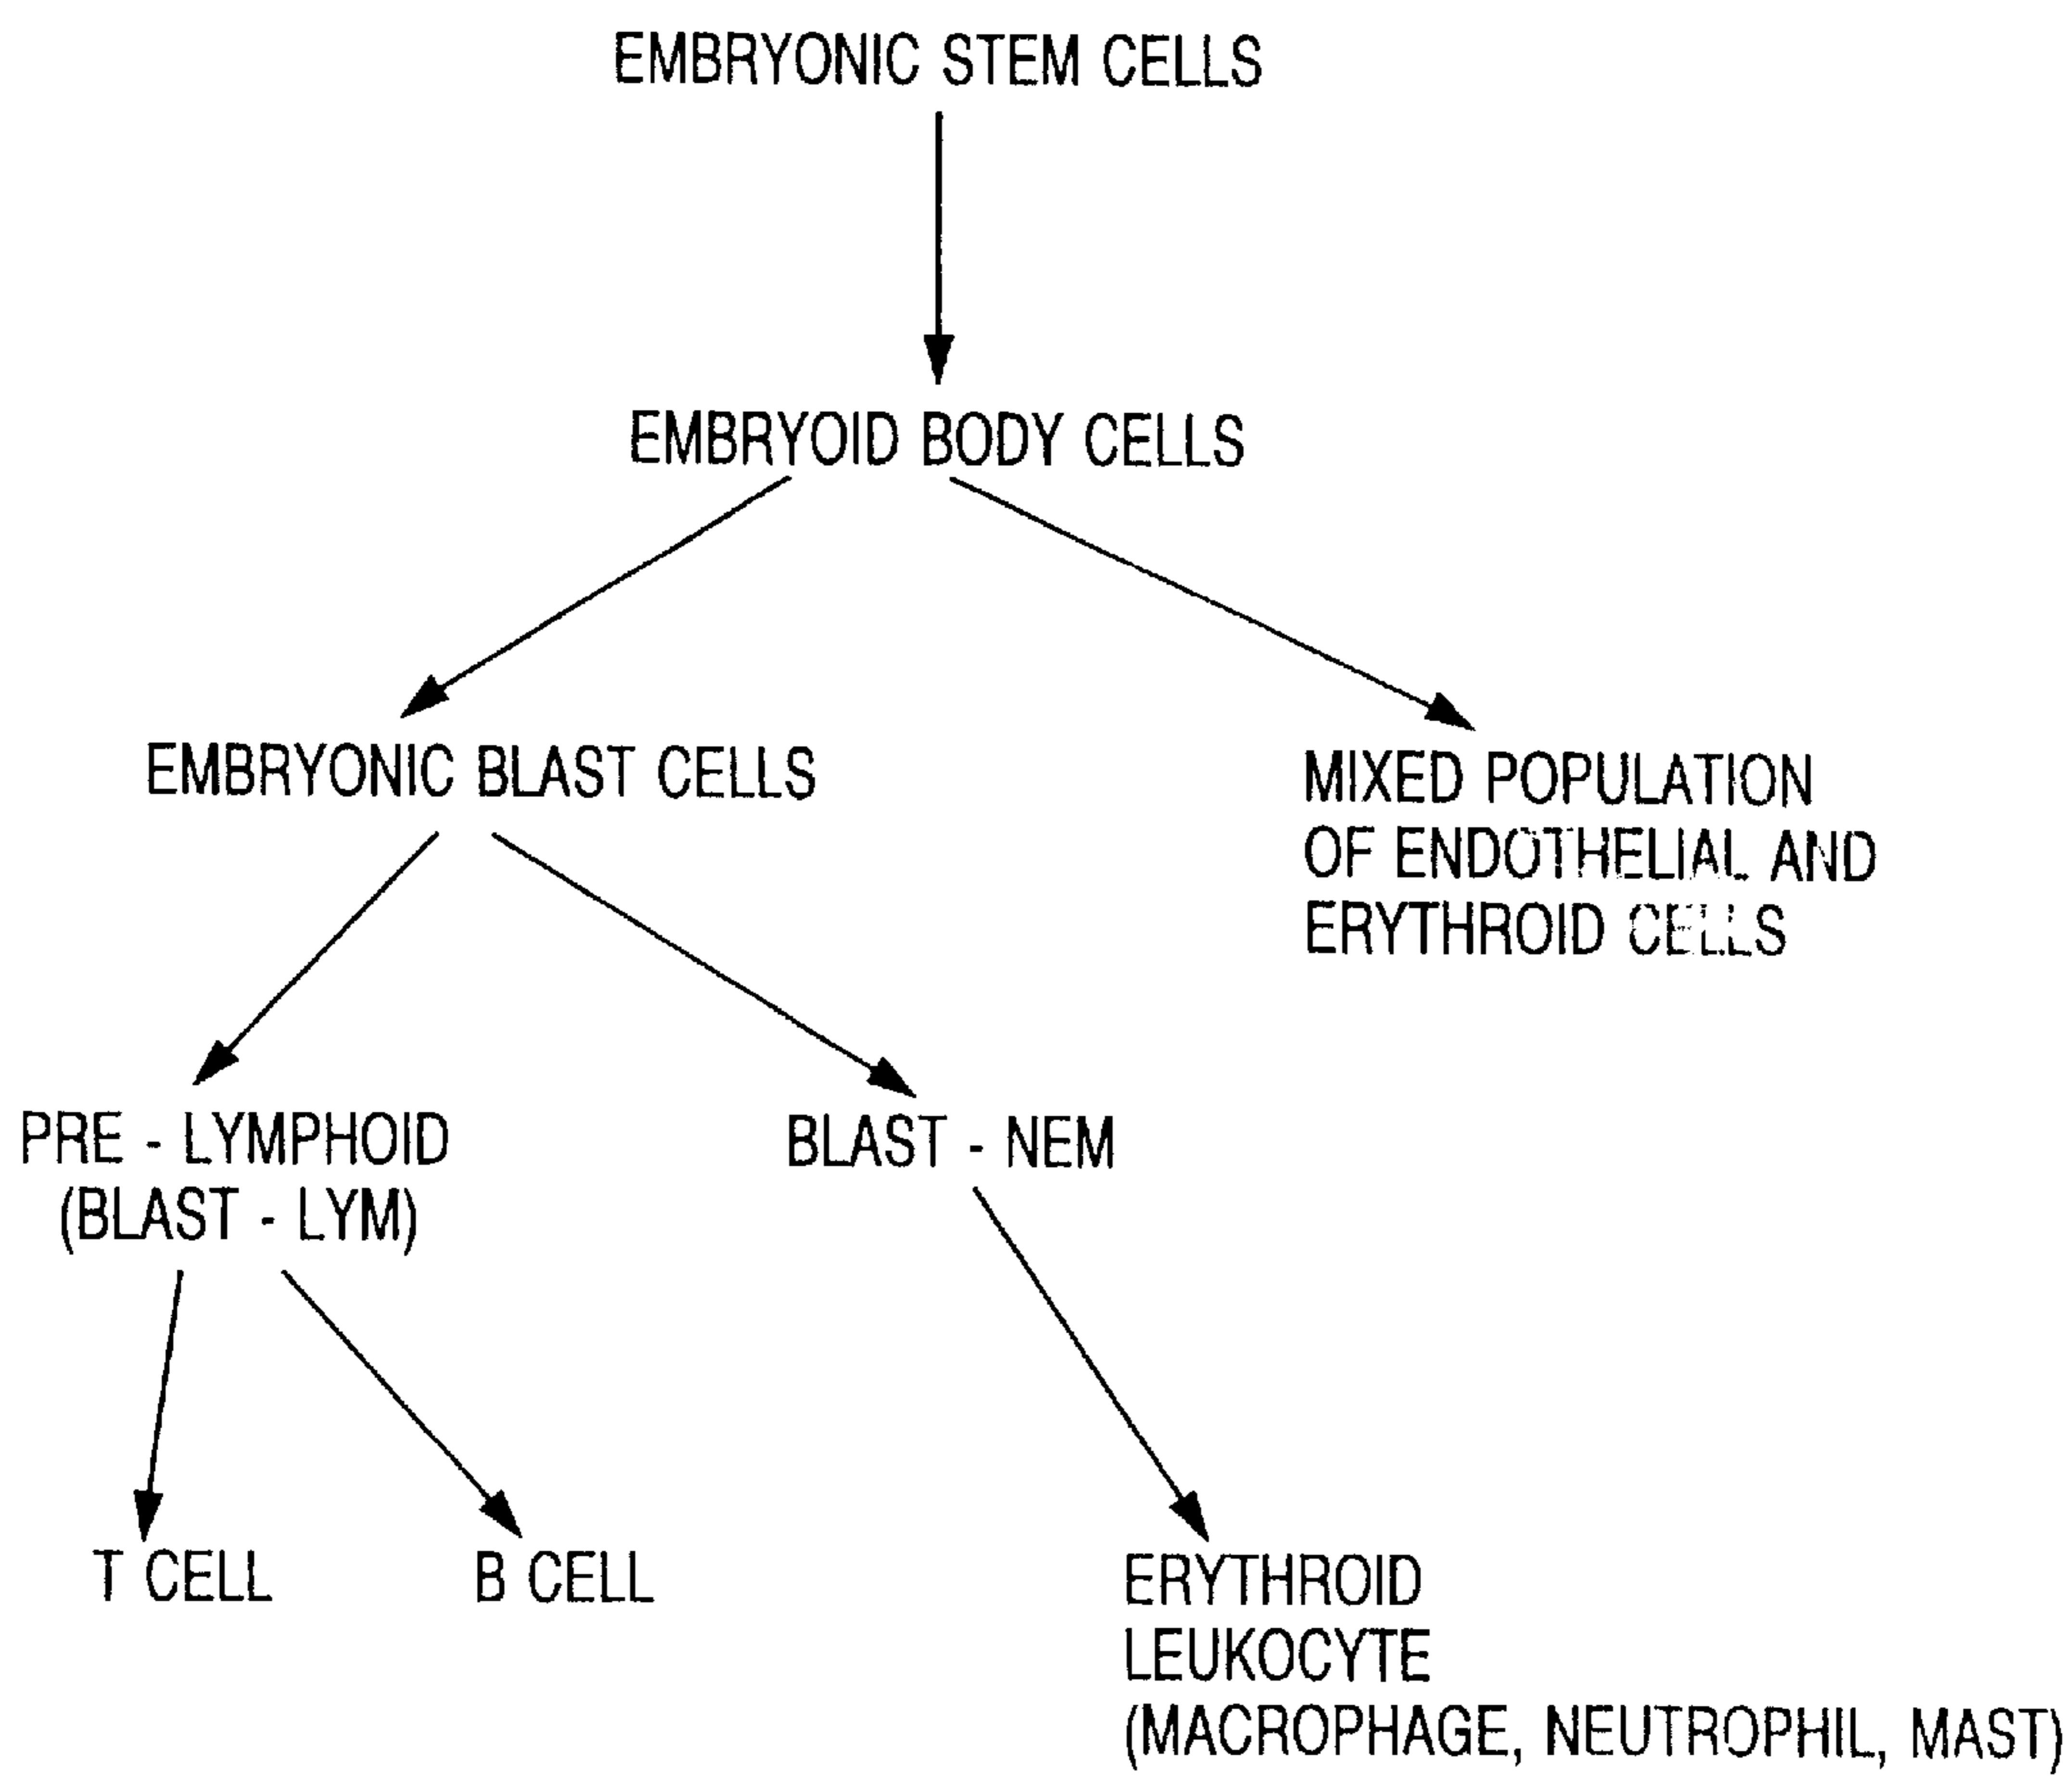 EMBRYONIC STEM CELLS
EMBRYOID BODY CELLS
EMBRYONIC BLAST CELLS
MIXED POPULATION
OF ENDOTHELIAL AND
ERYTHROID CELLS
PRE - LYMPHOID
(BLAST - LYM)
BLAST - NEM
T CELL
B CELL
ERYTHROID
LEUKOCYTE
(MACROPHAGE, NEUTROPHIL, MAST)